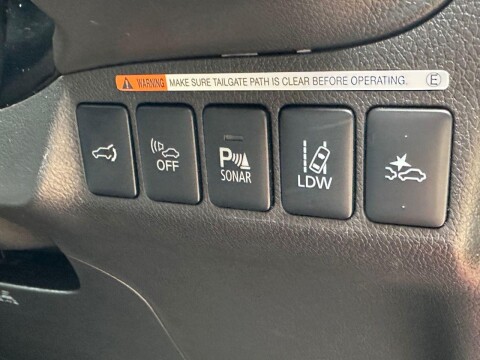 WARNING MAKE SURE TAILGATE PATH IS CLEAR BEFORE OPERATING. E
OFF
P SONAR
LDW